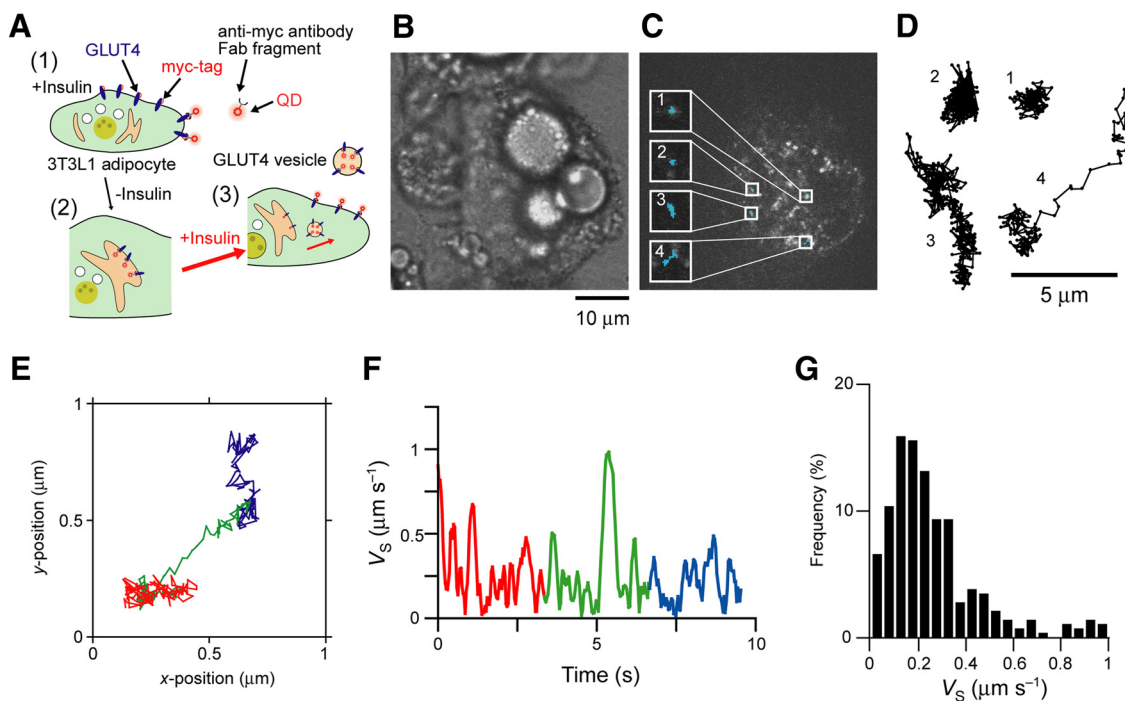 A
(1)
GLUT4
+Insulin
myc-tag
anti-myc antibody
Fab fragment
QD
3T3L1 adipocyte
GLUT4 vesicle
-Insulin
(2)
+Insulin
(3)
B
10 μm
C
1
2
3
4
D
2
1
4
3
5 μm
E
1
0.5
0
0
0.5
1
y-position (μm)
x-position (μm)
F
1
0.5
0
0
5
10
V_S (μm s⁻¹)
Time (s)
G
20
10
0
0
0.2
0.4
0.6
0.8
1
Frequency (%)
V_S (μm s⁻¹)